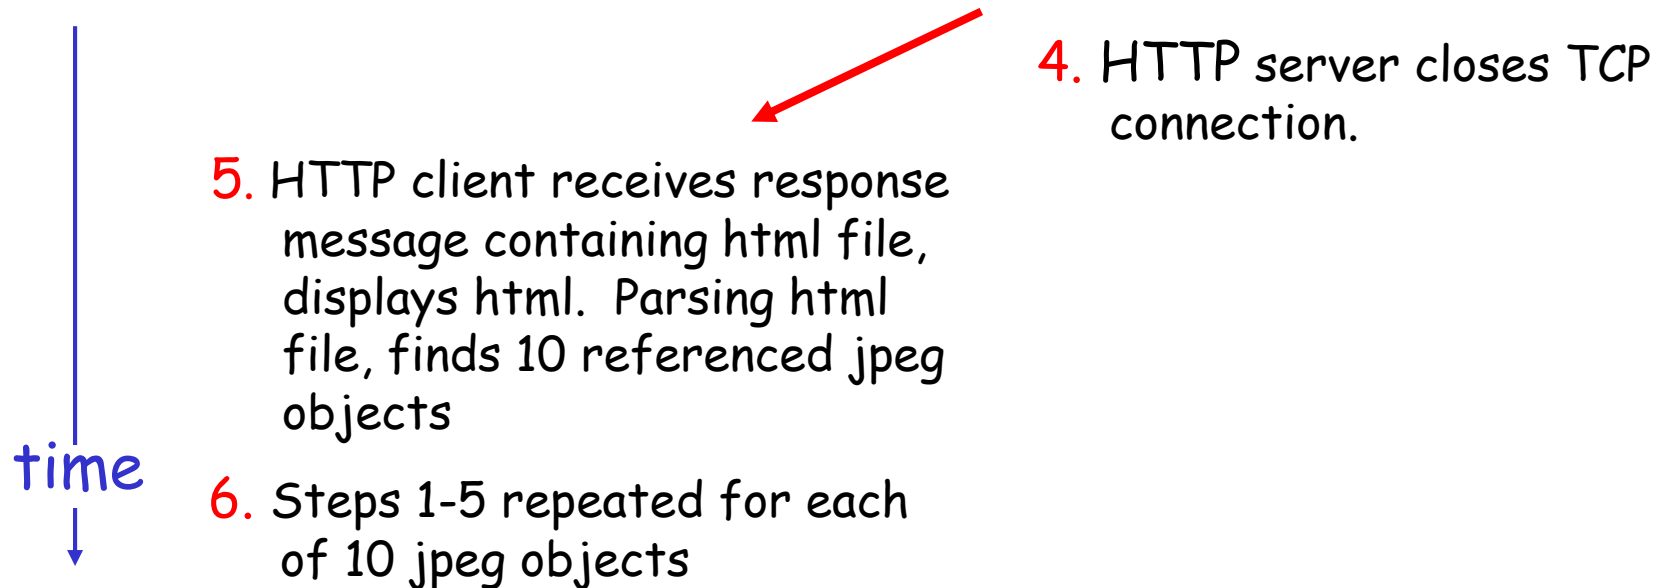 4. HTTP server closes TCP
connection.
5. HTTP client receives response
message containing html file,
displays html.  Parsing html
file, finds 10 referenced jpeg
objects
time
6. Steps 1-5 repeated for each
of 10 jpeg objects